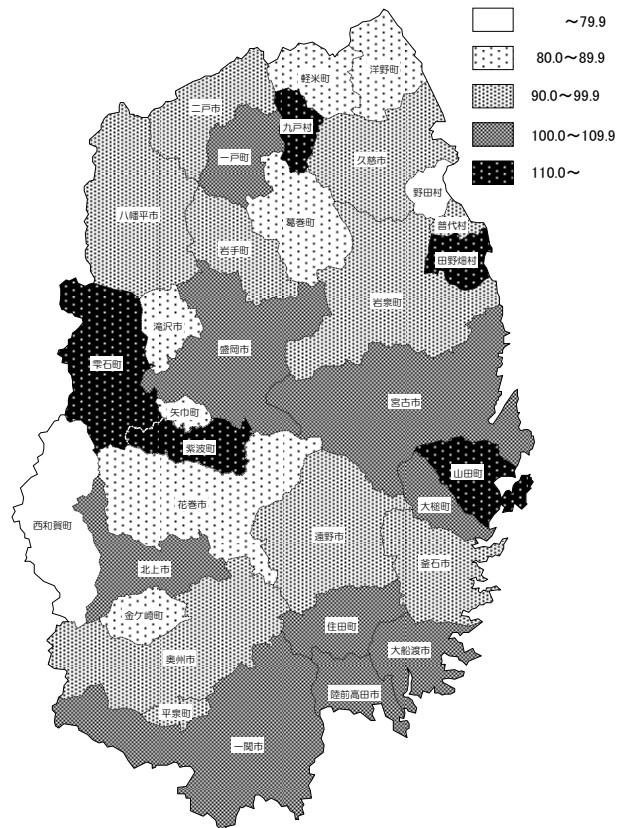 ～79.9
80.0～89.9
90.0～99.9
100.0～109.9
110.0～
洋野町
軽米町
二戸市
九戸村
一戸町
久慈市
野田村
八幡平市
葛巻町
普代村
岩手町
田野畑村
岩泉町
滝沢市
盛岡市
雫石町
宮古市
矢巾町
紫波町
山田町
花巻市
大槌町
西和賀町
遠野市
釜石市
北上市
金ケ崎町
住田町
大船渡市
奥州市
陸前高田市
平泉町
一関市